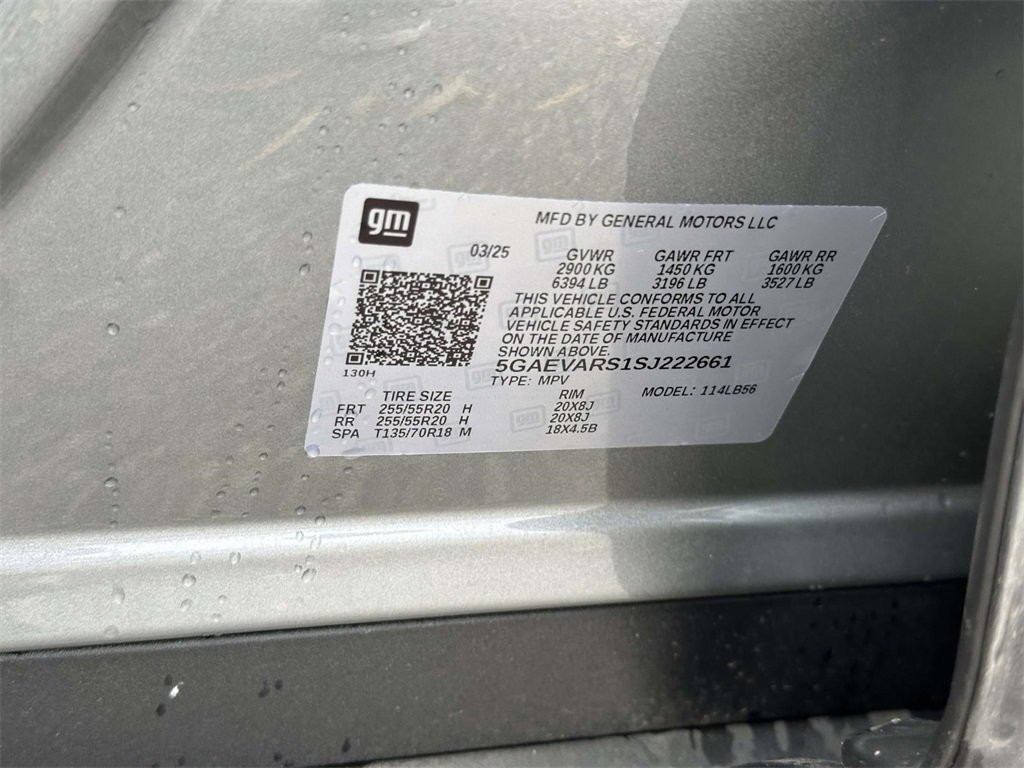 gm
MFD BY GENERAL MOTORS LLC
03/25 GVWR GAWR FRT GAWR RR
2900 KG 1450 KG 1600 KG
6394 LB 3196 LB 3527 LB
THIS VEHICLE CONFORMS TO ALL
APPLICABLE U.S. FEDERAL MOTOR
VEHICLE SAFETY STANDARDS IN EFFECT
ON THE DATE OF MANUFACTURE
SHOWN ABOVE.
130H
5GAEVARS1SJ222661
TYPE: MPV MODEL: 114LB56
TIRE SIZE RIM
FRT 255/55R20 H 20X8J
RR 255/55R20 H 20X8J
SPA T135/70R18 M 18X4.5B